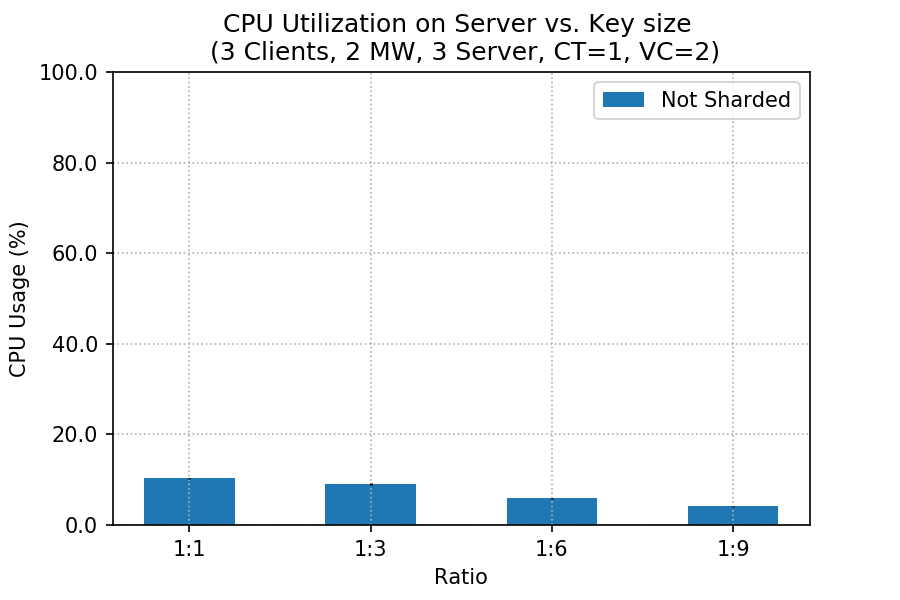 CPU Utilization on Server vs. Key size
(3 Clients, 2 MW, 3 Server, CT=1, VC=2)
100.0
80.0
60.0
40.0
20.0
0.0
CPU Usage (%)
Not Sharded
1:1
1:3
1:6
1:9
Ratio